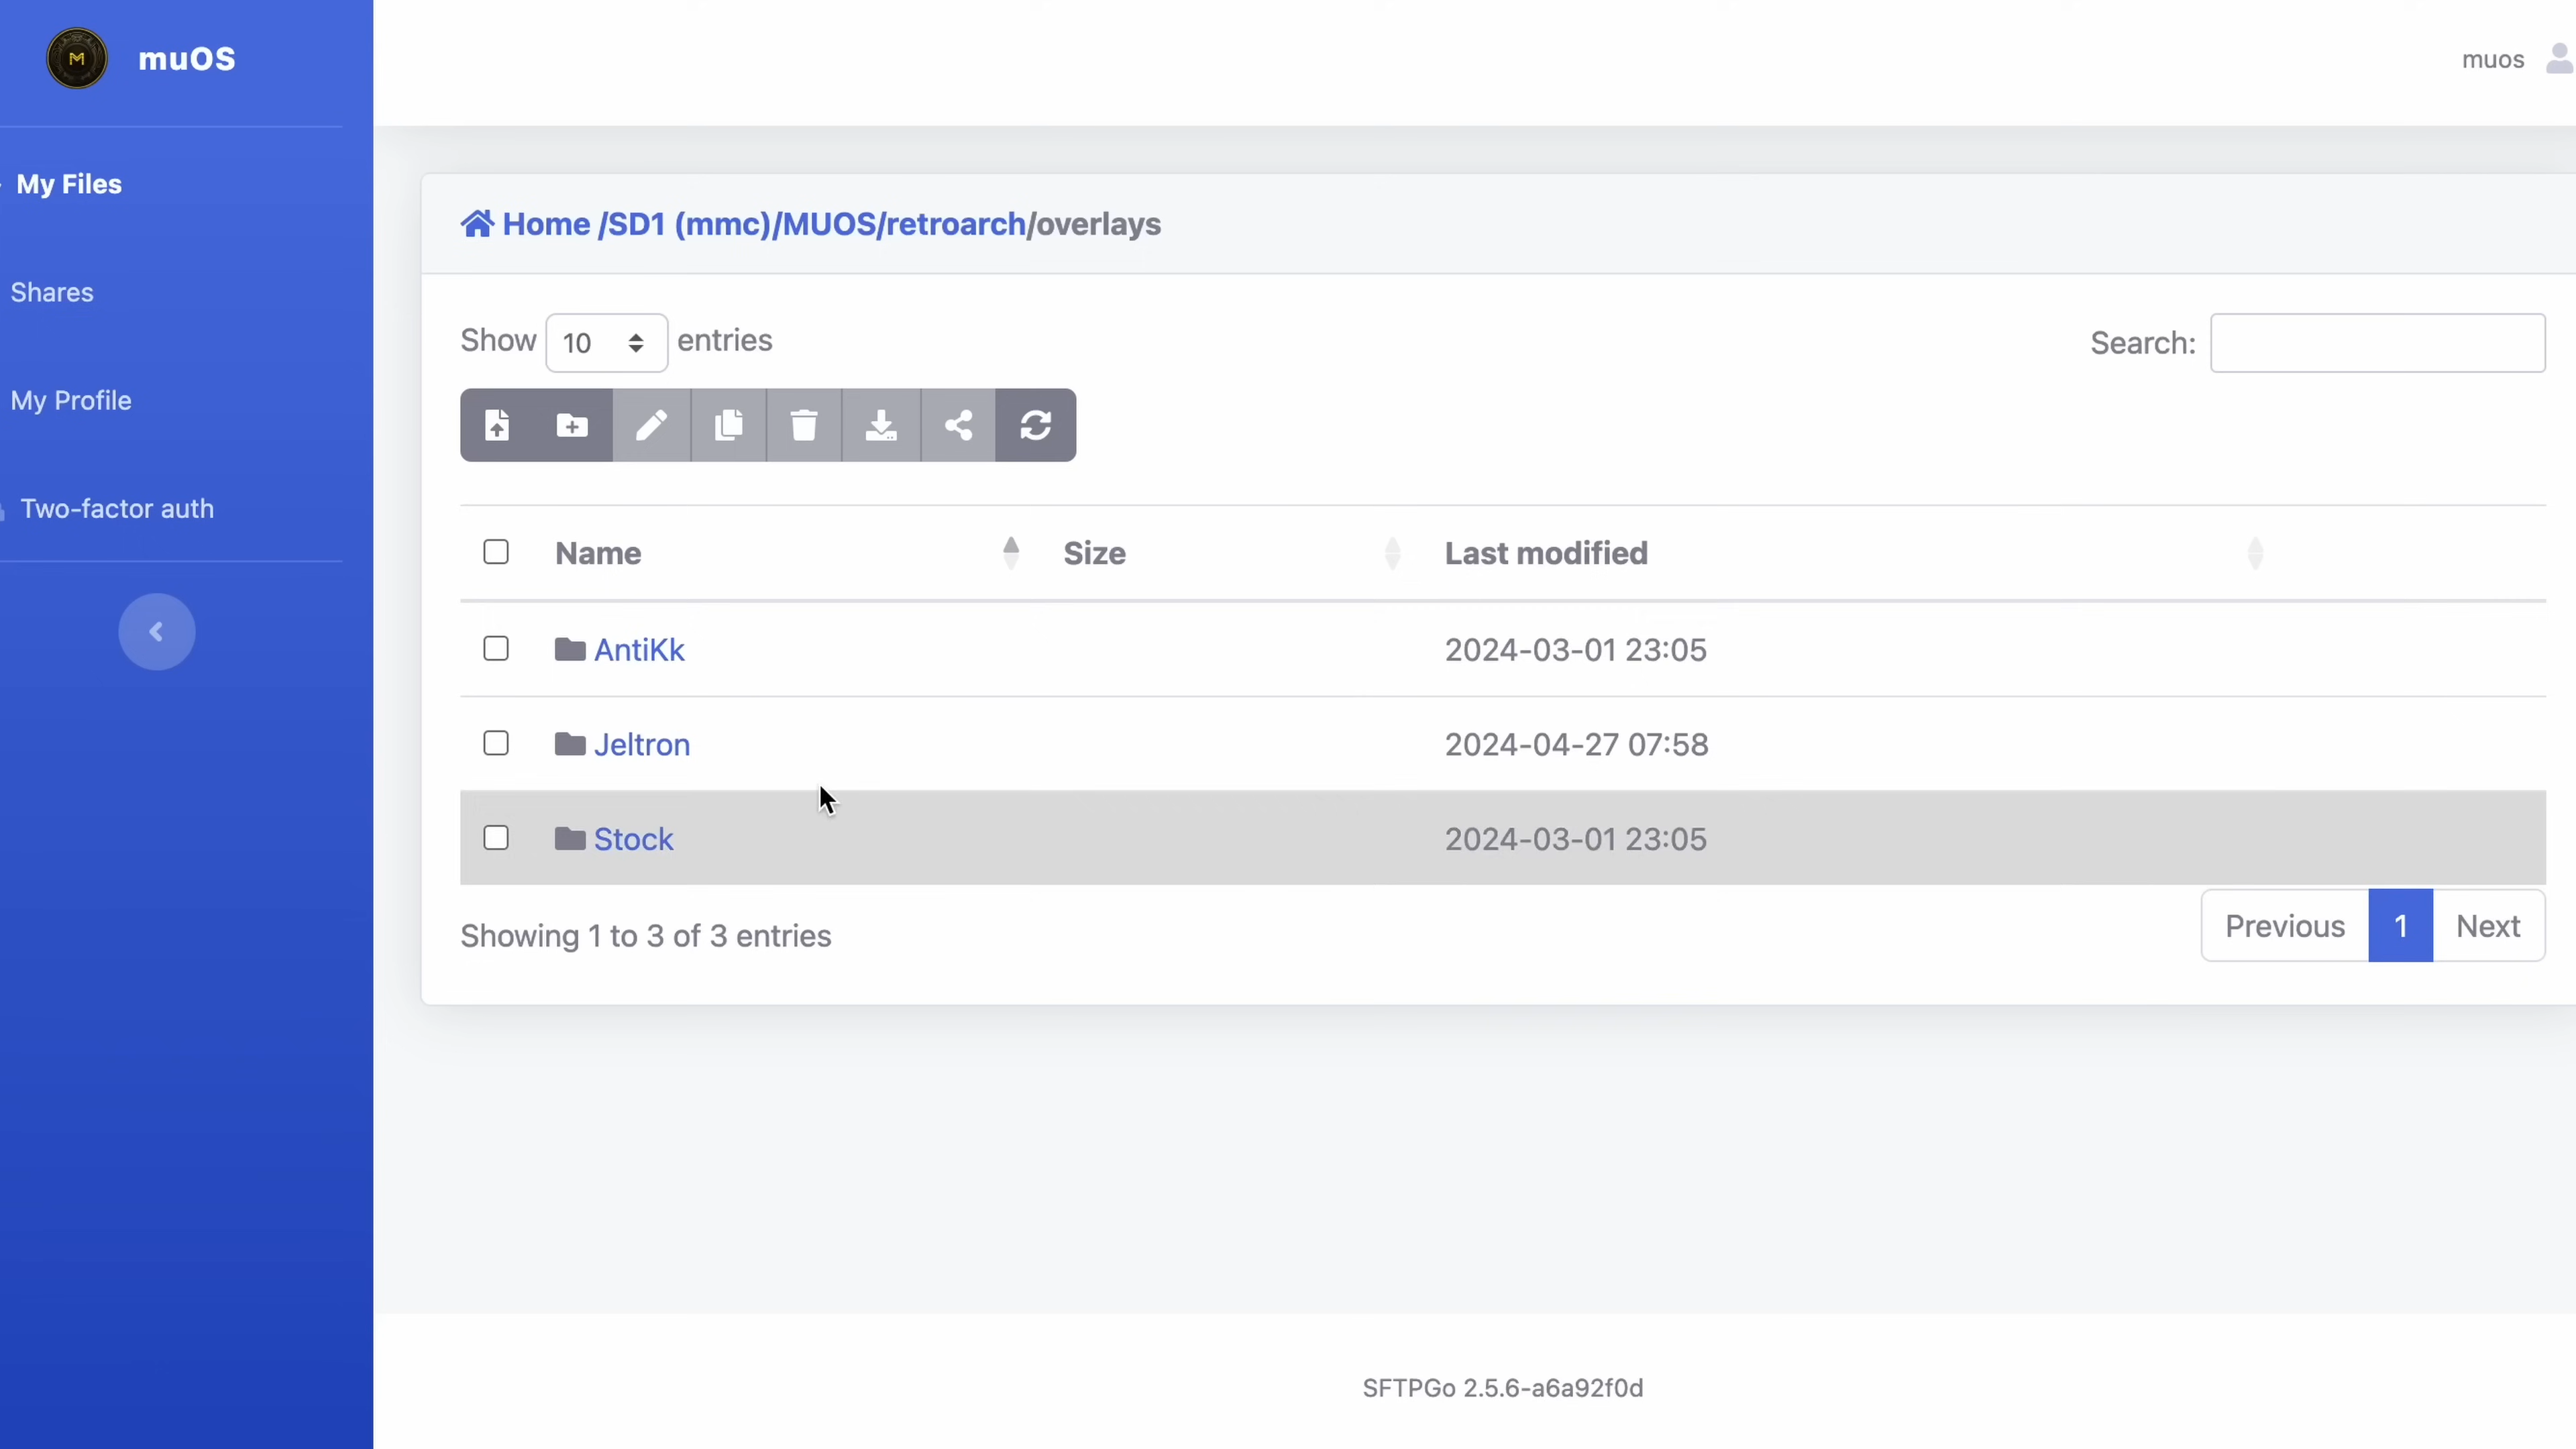 muOS
muos
My Files
Shares
My Profile
Two-factor auth
Home /SD1 (mmc)/MUOS/retroarch/overlays
Show 10 entries
Search:
Name Size Last modified
AntiKk 2024-03-01 23:05
Jeltron 2024-04-27 07:58
Stock 2024-03-01 23:05
Showing 1 to 3 of 3 entries
Previous 1 Next
SFTPGo 2.5.6-a6a92f0d